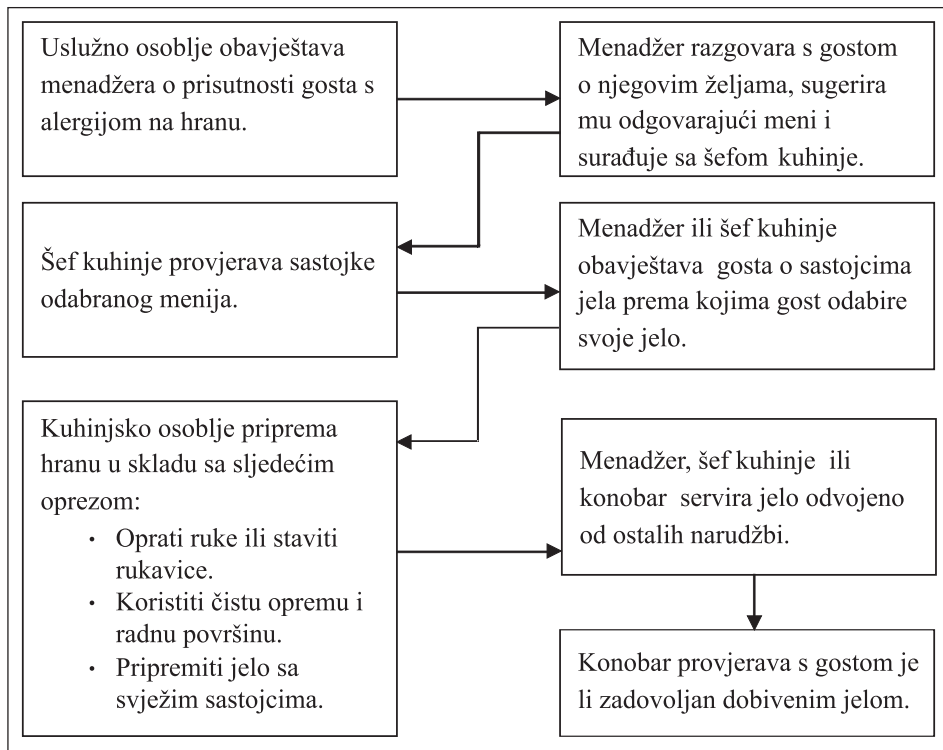 Uslužno osoblje obavještava
menadžera o prisutnosti gosta s
alergijom na hranu.
Menadžer razgovara s gostom
o njegovim željama, sugerira
mu odgovarajući meni i
surađuje sa šefom kuhinje.
Šef kuhinje provjerava sastojke
odabranog menija.
Menadžer ili šef kuhinje
obavještava gosta o sastojcima
jela prema kojima gost odabire
svoje jelo.
Kuhinjsko osoblje priprema
hranu u skladu sa sljedećim
oprezom:
· Oprati ruke ili staviti
rukavice.
· Koristiti čistu opremu i
radnu površinu.
· Pripremiti jelo sa
svježim sastojcima.
Menadžer, šef kuhinje ili
konobar servira jelo odvojeno
od ostalih narudžbi.
Konobar provjerava s gostom je
li zadovoljan dobivenim jelom.